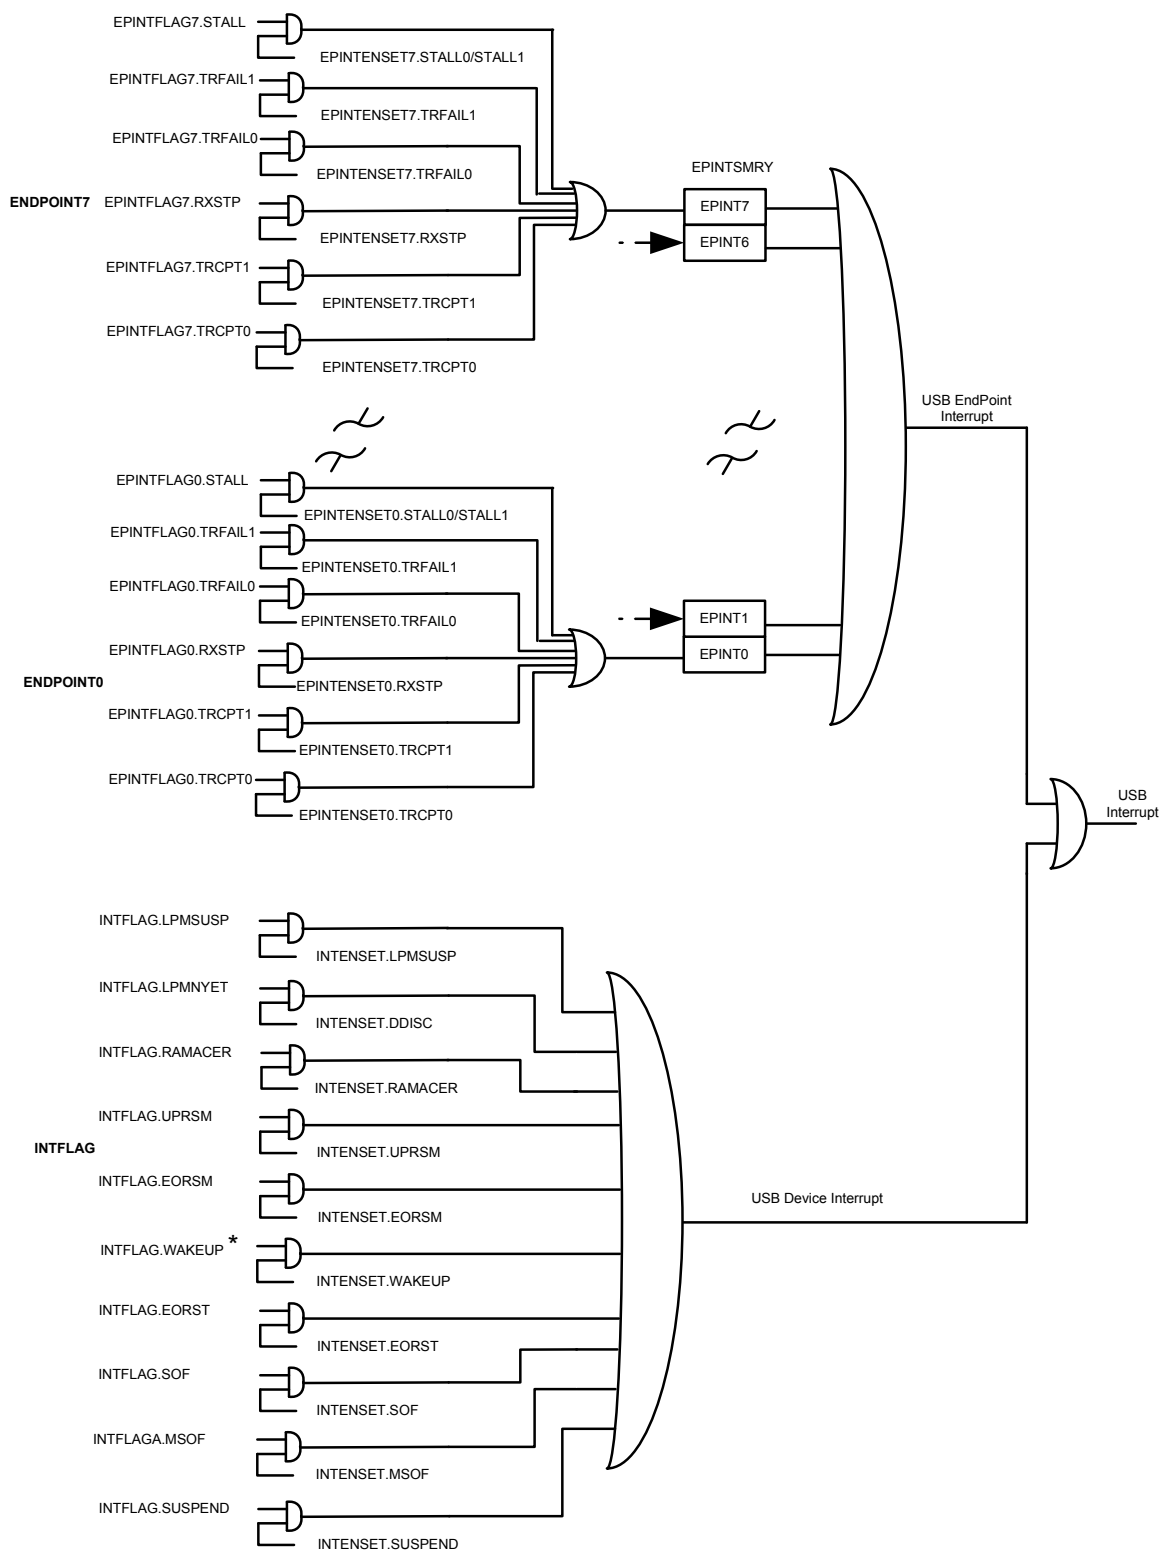 EPINTFLAG7.STALL
EPINTENSET7.STALL0/STALL1
EPINTFLAG7.TRFAIL1
EPINTENSET7.TRFAIL1
EPINTFLAG7.TRFAIL0
EPINTENSET7.TRFAIL0
EPINTSMRY
ENDPOINT7
EPINTFLAG7.RXSTP
EPINT7
EPINTENSET7.RXSTP
EPINT6
EPINTFLAG7.TRCPT1
EPINTENSET7.TRCPT1
EPINTFLAG7.TRCPT0
EPINTENSET7.TRCPT0
USB EndPoint
Interrupt
EPINTFLAG0.STALL
EPINTENSET0.STALL0/STALL1
EPINTFLAG0.TRFAIL1
EPINTENSET0.TRFAIL1
EPINTFLAG0.TRFAIL0
EPINTENSET0.TRFAIL0
EPINT1
EPINTFLAG0.RXSTP
EPINT0
ENDPOINT0
EPINTENSET0.RXSTP
EPINTFLAG0.TRCPT1
EPINTENSET0.TRCPT1
EPINTFLAG0.TRCPT0
EPINTENSET0.TRCPT0
USB
Interrupt
INTFLAG.LPMSUSP
INTENSET.LPMSUSP
INTFLAG.LPMNYET
INTENSET.DDISC
INTFLAG.RAMACER
INTENSET.RAMACER
INTFLAG.UPRSM
INTFLAG
INTENSET.UPRSM
INTFLAG.EORSM
USB Device Interrupt
INTENSET.EORSM
INTFLAG.WAKEUP *
INTENSET.WAKEUP
INTFLAG.EORST
INTENSET.EORST
INTFLAG.SOF
INTENSET.SOF
INTFLAGA.MSOF
INTENSET.MSOF
INTFLAG.SUSPEND
INTENSET.SUSPEND